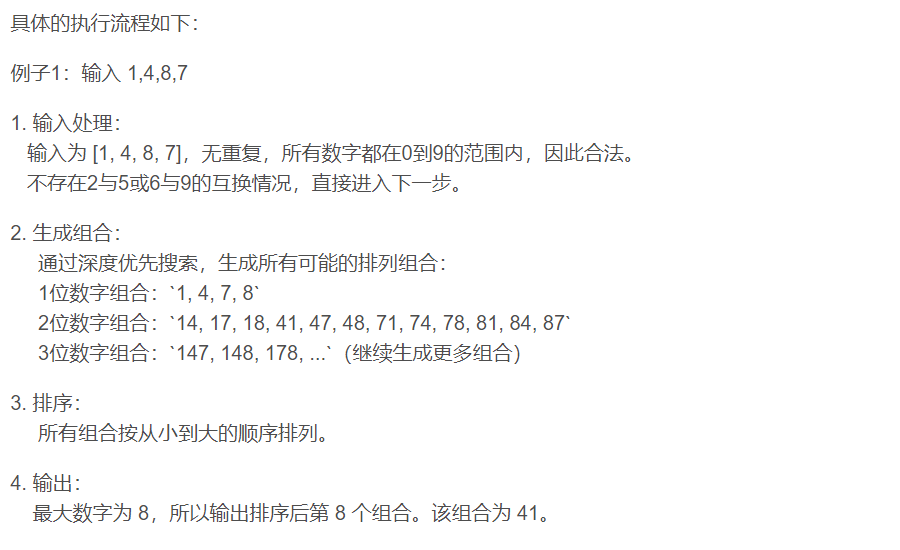 具体的执行流程如下：
例子1：输入 1,4,8,7
1. 输入处理：
输入为 [1, 4, 8, 7]，无重复，所有数字都在0到9的范围内，因此合法。
不存在2与5或6与9的互换情况，直接进入下一步。
2. 生成组合：
通过深度优先搜索，生成所有可能的排列组合：
1位数字组合：`1, 4, 7, 8`
2位数字组合：`14, 17, 18, 41, 47, 48, 71, 74, 78, 81, 84, 87`
3位数字组合：`147, 148, 178, ...`（继续生成更多组合）
3. 排序：
所有组合按从小到大的顺序排列。
4. 输出：
最大数字为 8，所以输出排序后第 8 个组合。该组合为 41。